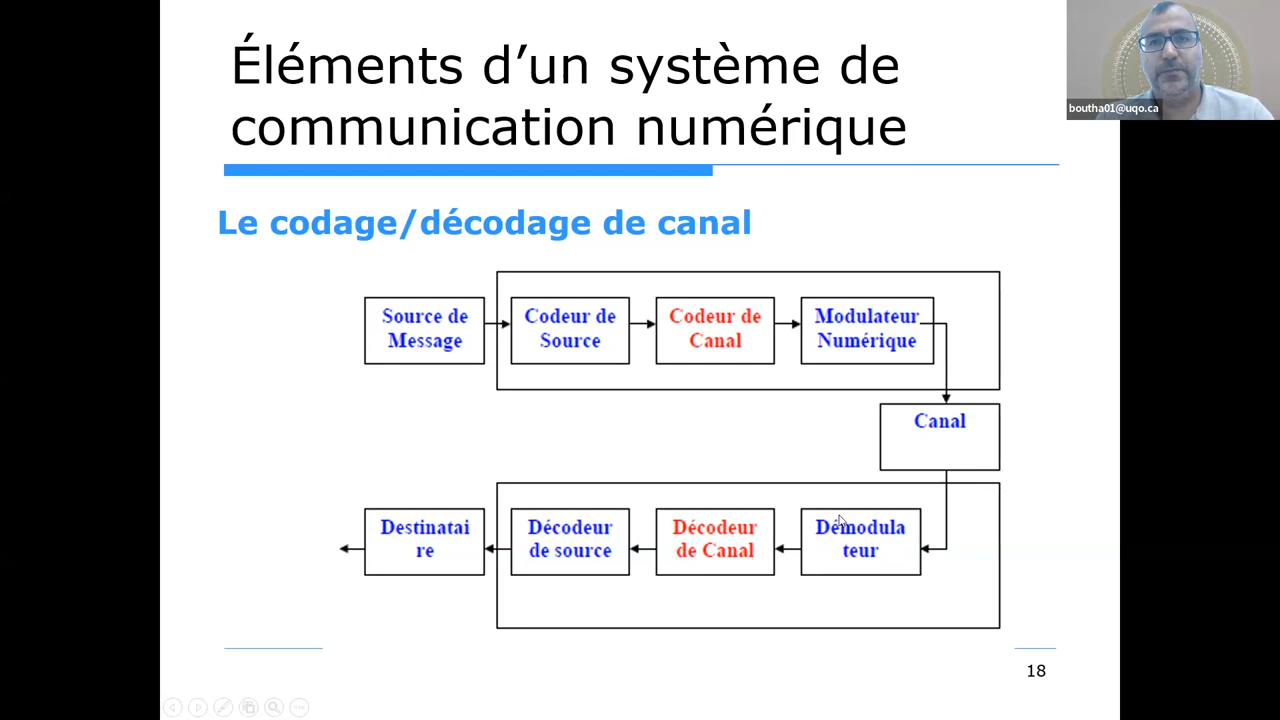 Éléments d’un système de
communication numérique
boutha01@uqo.ca
Le codage/décodage de canal
Source de
Message
Codeur de
Source
Codeur de
Canal
Modulateur
Numérique
Canal
Destinatai
re
Décodeur
de source
Décodeur
de Canal
Démodula
teur
18